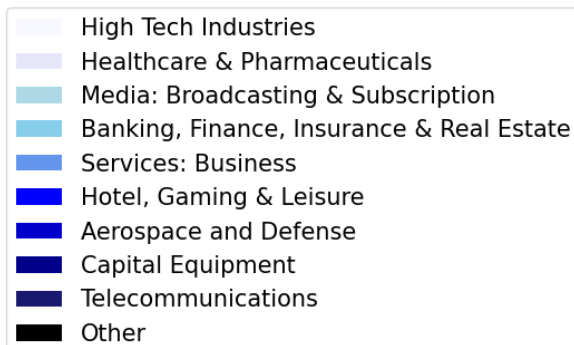 High Tech Industries
Healthcare & Pharmaceuticals
Media: Broadcasting & Subscription
Banking, Finance, Insurance & Real Estate
Services: Business
Hotel, Gaming & Leisure
Aerospace and Defense
Capital Equipment
Telecommunications
Other